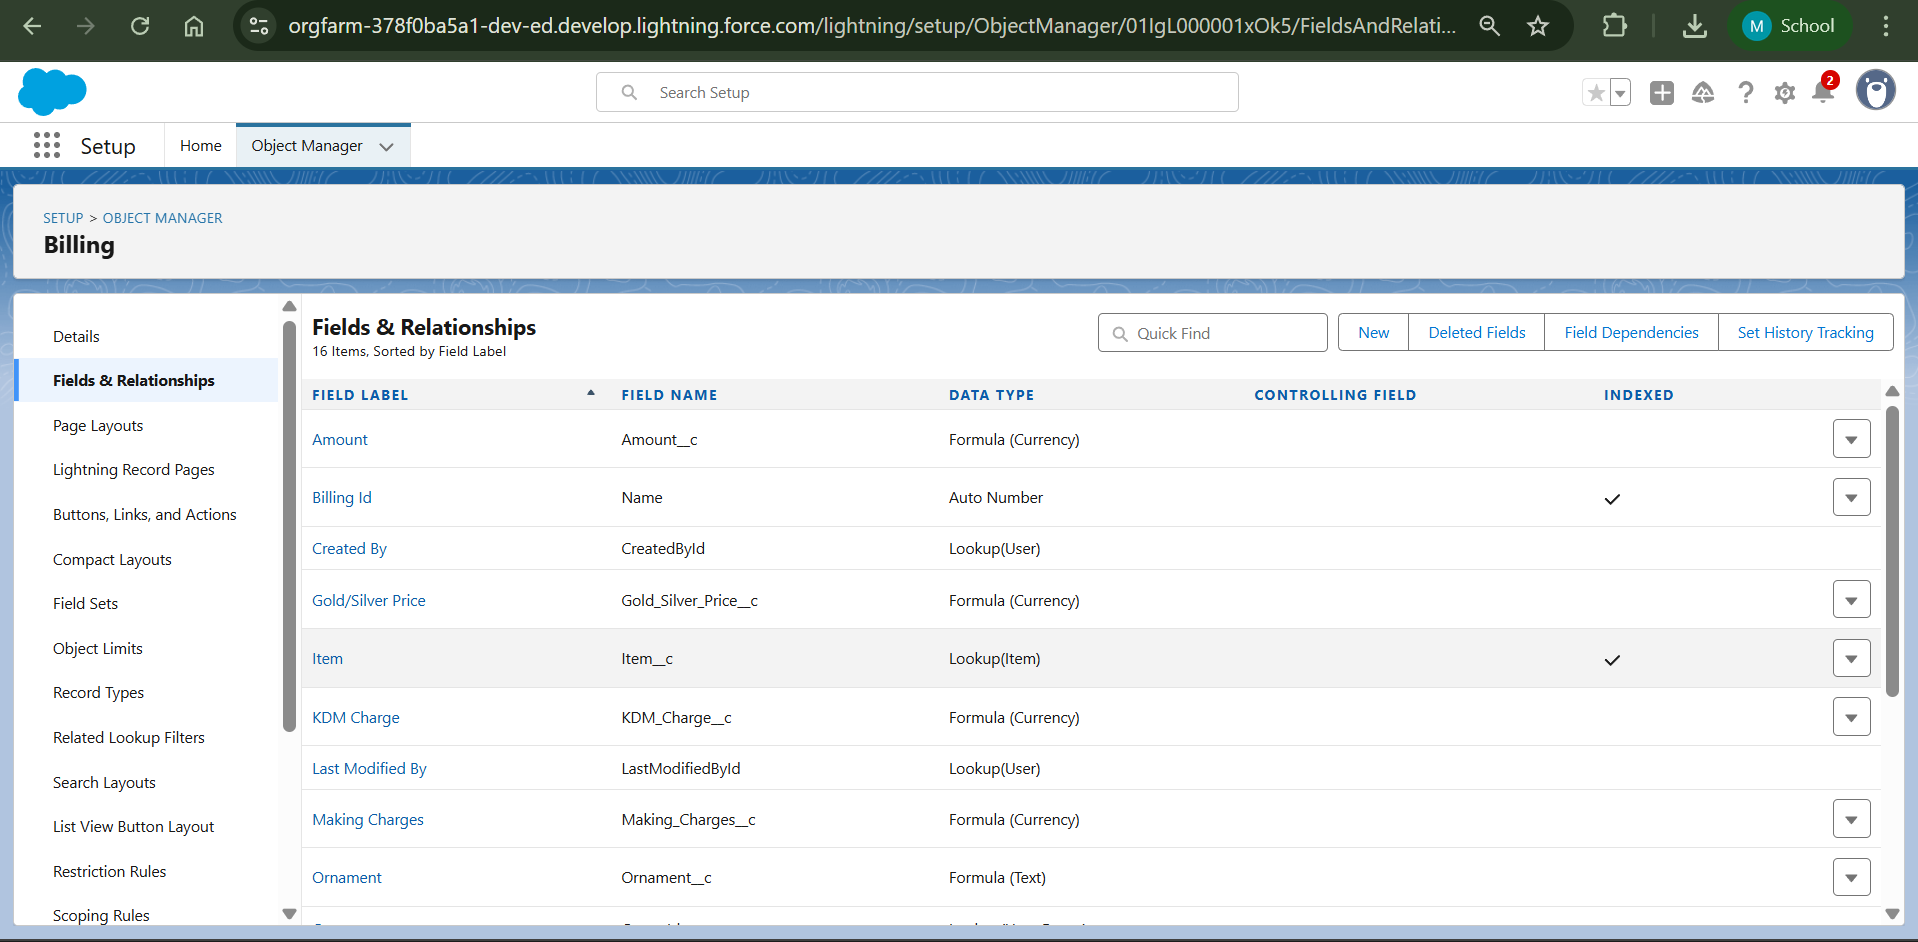 orgfarm-378f0ba5a1-dev-ed.develop.lightning.force.com/lightning/setup/ObjectManager/01IgL000001xOk5/FieldsAndRelati...
M School
Search Setup
2
Setup Home Object Manager
SETUP > OBJECT MANAGER
Billing
Details
Fields & Relationships
Page Layouts
Lightning Record Pages
Buttons, Links, and Actions
Compact Layouts
Field Sets
Object Limits
Record Types
Related Lookup Filters
Search Layouts
List View Button Layout
Restriction Rules
Scoping Rules
Fields & Relationships
16 Items, Sorted by Field Label
Quick Find New Deleted Fields Field Dependencies Set History Tracking
FIELD LABEL FIELD NAME DATA TYPE CONTROLLING FIELD INDEXED
Amount Amount__c Formula (Currency)
Billing Id Name Auto Number
Created By CreatedById Lookup(User)
Gold/Silver Price Gold_Silver_Price__c Formula (Currency)
Item Item__c Lookup(Item)
KDM Charge KDM_Charge__c Formula (Currency)
Last Modified By LastModifiedById Lookup(User)
Making Charges Making_Charges__c Formula (Currency)
Ornament Ornament__c Formula (Text)